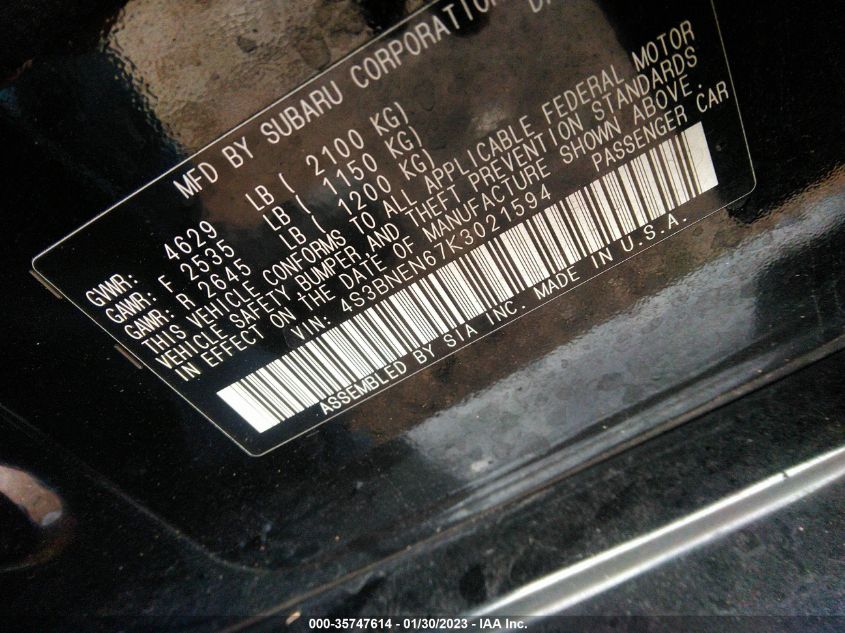 MFD BY SUBARU CORPORATION
GVWR: 4629 LB ( 2100 KG)
GAWR: F 2535 LB ( 1150 KG)
GAWR: R 2645 LB ( 1200 KG)
THIS VEHICLE CONFORMS TO ALL APPLICABLE FEDERAL MOTOR
VEHICLE SAFETY BUMPER AND THEFT PREVENTION STANDARDS
IN EFFECT ON THE DATE OF MANUFACTURE SHOWN ABOVE.
VIN: 4S3BNEN67K3021594 PASSENGER CAR
ASSEMBLED BY SIA INC. MADE IN U.S.A.
000-35747614 - 01/30/2023 - IAA Inc.